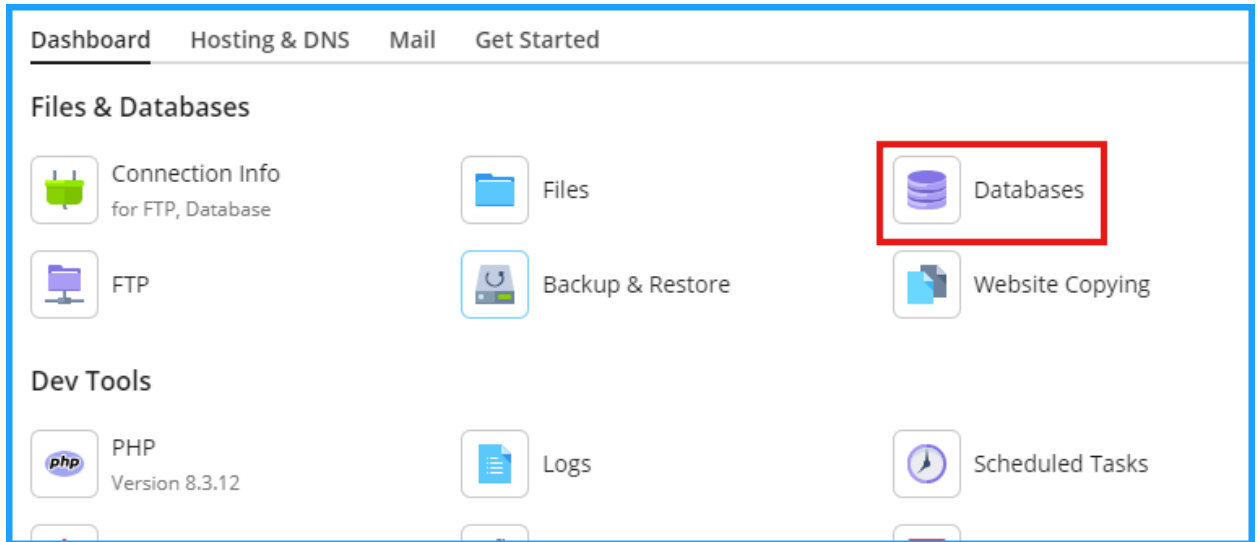 Dashboard Hosting & DNS Mail Get Started
Files & Databases
Connection Info
for FTP, Database
Files
Databases
FTP
Backup & Restore
Website Copying
Dev Tools
php
PHP
Version 8.3.12
Logs
Scheduled Tasks